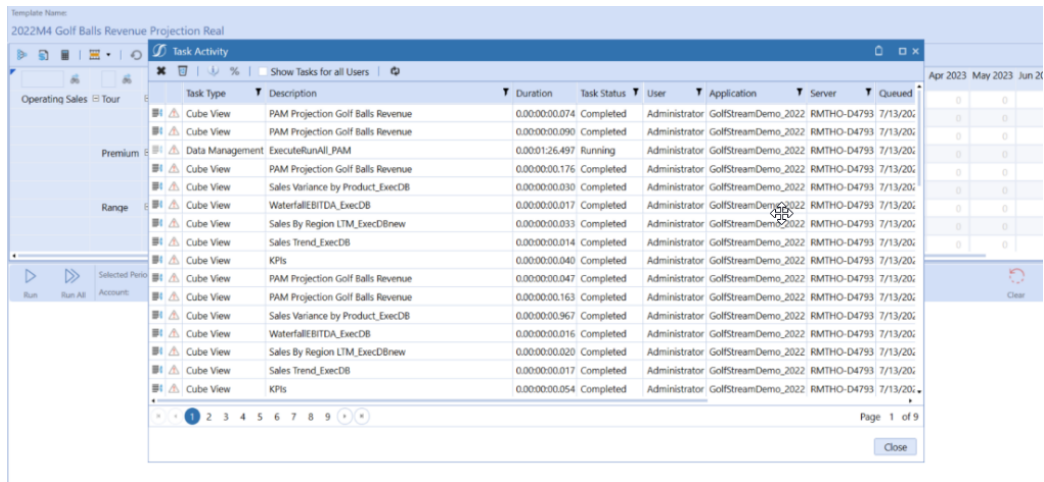 Template Name:
2022M4 Golf Balls Revenue Projection Real
Task Activity
Show Tasks for all Users
Apr 2023 May 2023 Jun 20
Operating Sales Tour
Premium
Range
Task Type Description Duration Task Status User Application Server Queued
Cube View PAM Projection Golf Balls Revenue 0.00:00:00.074 Completed Administrator GolfStreamDemo_2022 RMTHO-D4793 7/13/202
Cube View PAM Projection Golf Balls Revenue 0.00:00:00.090 Completed Administrator GolfStreamDemo_2022 RMTHO-D4793 7/13/202
Data Management ExecuteRunAll_PAM 0.00:01:26.497 Running Administrator GolfStreamDemo_2022 RMTHO-D4793 7/13/202
Cube View PAM Projection Golf Balls Revenue 0.00:00:00.176 Completed Administrator GolfStreamDemo_2022 RMTHO-D4793 7/13/202
Cube View Sales Variance by Product_ExecDB 0.00:00:00.030 Completed Administrator GolfStreamDemo_2022 RMTHO-D4793 7/13/202
Cube View WaterfallEBITDA_ExecDB 0.00:00:00.017 Completed Administrator GolfStreamDemo_2022 RMTHO-D4793 7/13/202
Cube View Sales By Region LTM_ExecDBnew 0.00:00:00.033 Completed Administrator GolfStreamDemo_2022 RMTHO-D4793 7/13/202
Cube View Sales Trend_ExecDB 0.00:00:00.014 Completed Administrator GolfStreamDemo_2022 RMTHO-D4793 7/13/202
Cube View KPIs 0.00:00:00.040 Completed Administrator GolfStreamDemo_2022 RMTHO-D4793 7/13/202
Cube View PAM Projection Golf Balls Revenue 0.00:00:00.047 Completed Administrator GolfStreamDemo_2022 RMTHO-D4793 7/13/202
Cube View PAM Projection Golf Balls Revenue 0.00:00:00.163 Completed Administrator GolfStreamDemo_2022 RMTHO-D4793 7/13/202
Cube View Sales Variance by Product_ExecDB 0.00:00:00.967 Completed Administrator GolfStreamDemo_2022 RMTHO-D4793 7/13/202
Cube View WaterfallEBITDA_ExecDB 0.00:00:00.016 Completed Administrator GolfStreamDemo_2022 RMTHO-D4793 7/13/202
Cube View Sales By Region LTM_ExecDBnew 0.00:00:00.020 Completed Administrator GolfStreamDemo_2022 RMTHO-D4793 7/13/202
Cube View Sales Trend_ExecDB 0.00:00:00.017 Completed Administrator GolfStreamDemo_2022 RMTHO-D4793 7/13/202
Cube View KPIs 0.00:00:00.054 Completed Administrator GolfStreamDemo_2022 RMTHO-D4793 7/13/202
0 0
0 0
0 0
0 0
0 0
0 0
0 0
0 0
0 0
Selected Perio
Run Run All Account:
Clear
1 2 3 4 5 6 7 8 9 Page 1 of 9
Close